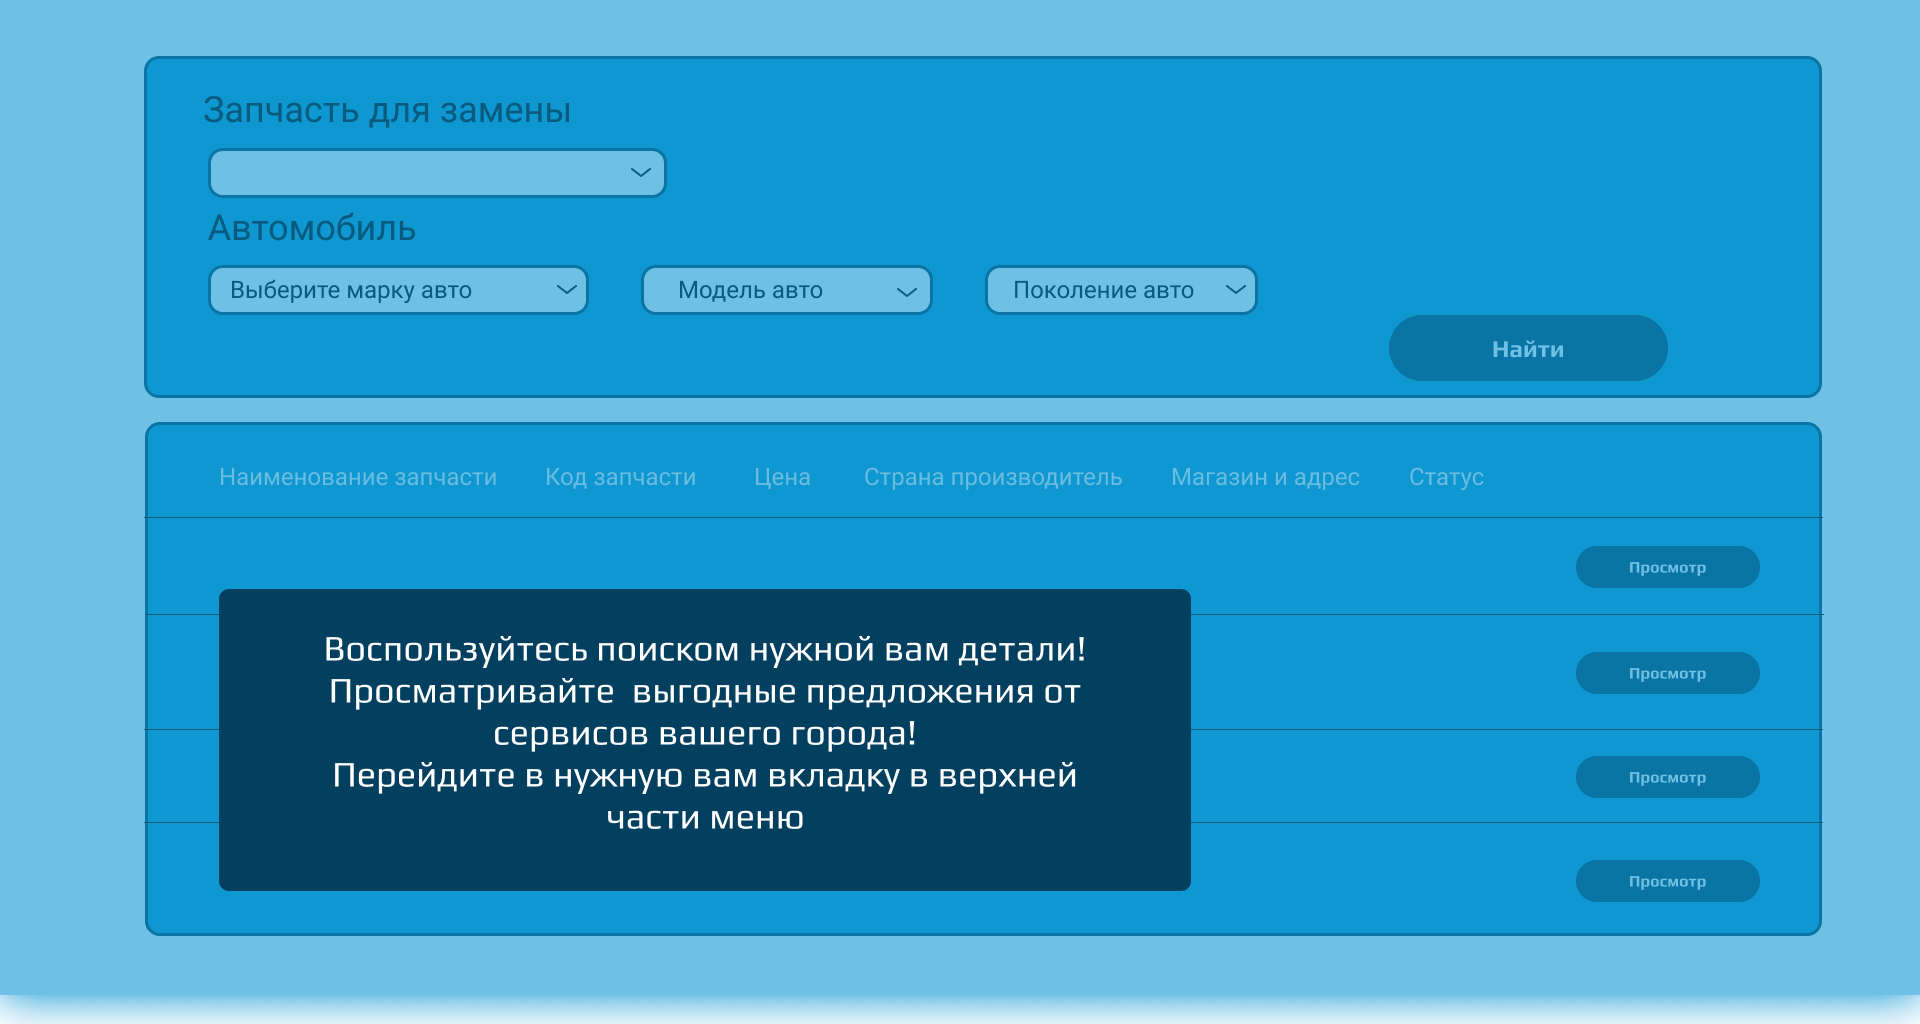 Запчасть для замены
Автомобиль
Выберите марку авто
Модель авто
Поколение авто
Найти
Наименование запчасти
Код запчасти
Цена
Страна производитель
Магазин и адрес
Статус
Просмотр
Воспользуйтесь поиском нужной вам детали!
Просматривайте  выгодные предложения от
сервисов вашего города!
Перейдите в нужную вам вкладку в верхней
части меню
Просмотр
Просмотр
Просмотр